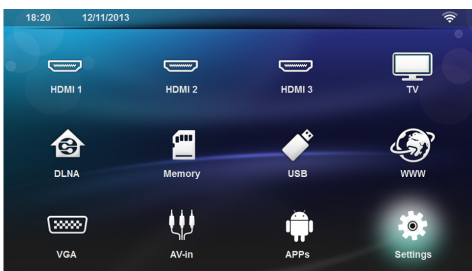 18:20 12/11/2013
HDMI 1 HDMI 2 HDMI 3 TV
DLNA Memory USB WWW
VGA AV-in APPs Settings